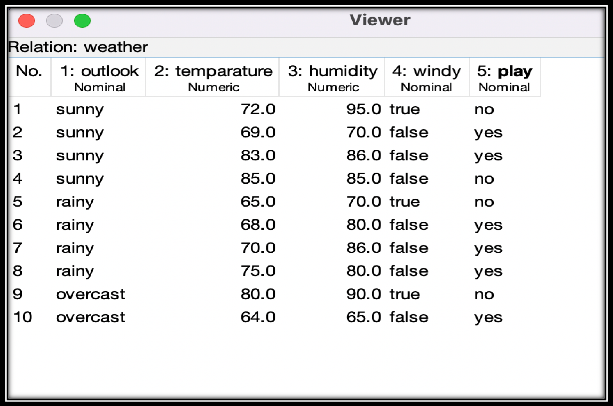 Viewer
Relation: weather
No. 1: outlook 2: temparature 3: humidity 4: windy 5: play
Nominal Numeric Numeric Nominal Nominal
1 sunny 72.0 95.0 true no
2 sunny 69.0 70.0 false yes
3 sunny 83.0 86.0 false yes
4 sunny 85.0 85.0 false no
5 rainy 65.0 70.0 true no
6 rainy 68.0 80.0 false yes
7 rainy 70.0 86.0 false yes
8 rainy 75.0 80.0 false yes
9 overcast 80.0 90.0 true no
10 overcast 64.0 65.0 false yes